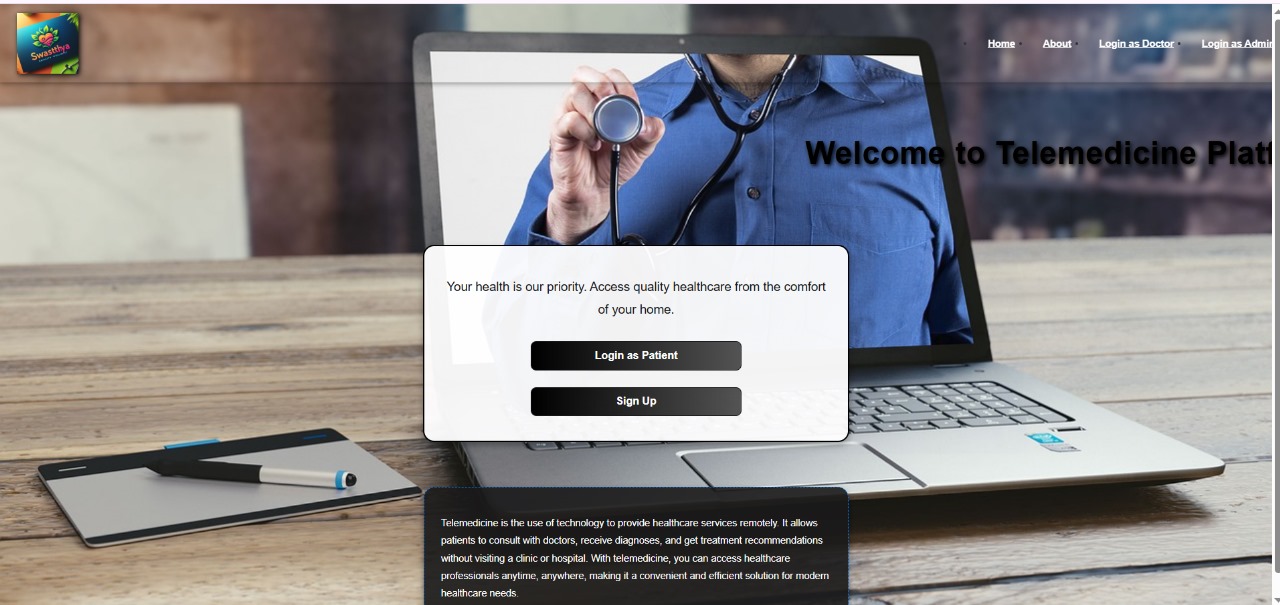 Swastthya
Home
About
Login as Doctor
Login as Admin
Welcome to Telemedicine Platf
Your health is our priority. Access quality healthcare from the comfort
of your home.
Login as Patient
Sign Up
Telemedicine is the use of technology to provide healthcare services remotely. It allows
patients to consult with doctors, receive diagnoses, and get treatment recommendations
without visiting a clinic or hospital. With telemedicine, you can access healthcare
professionals anytime, anywhere, making it a convenient and efficient solution for modern
healthcare needs.